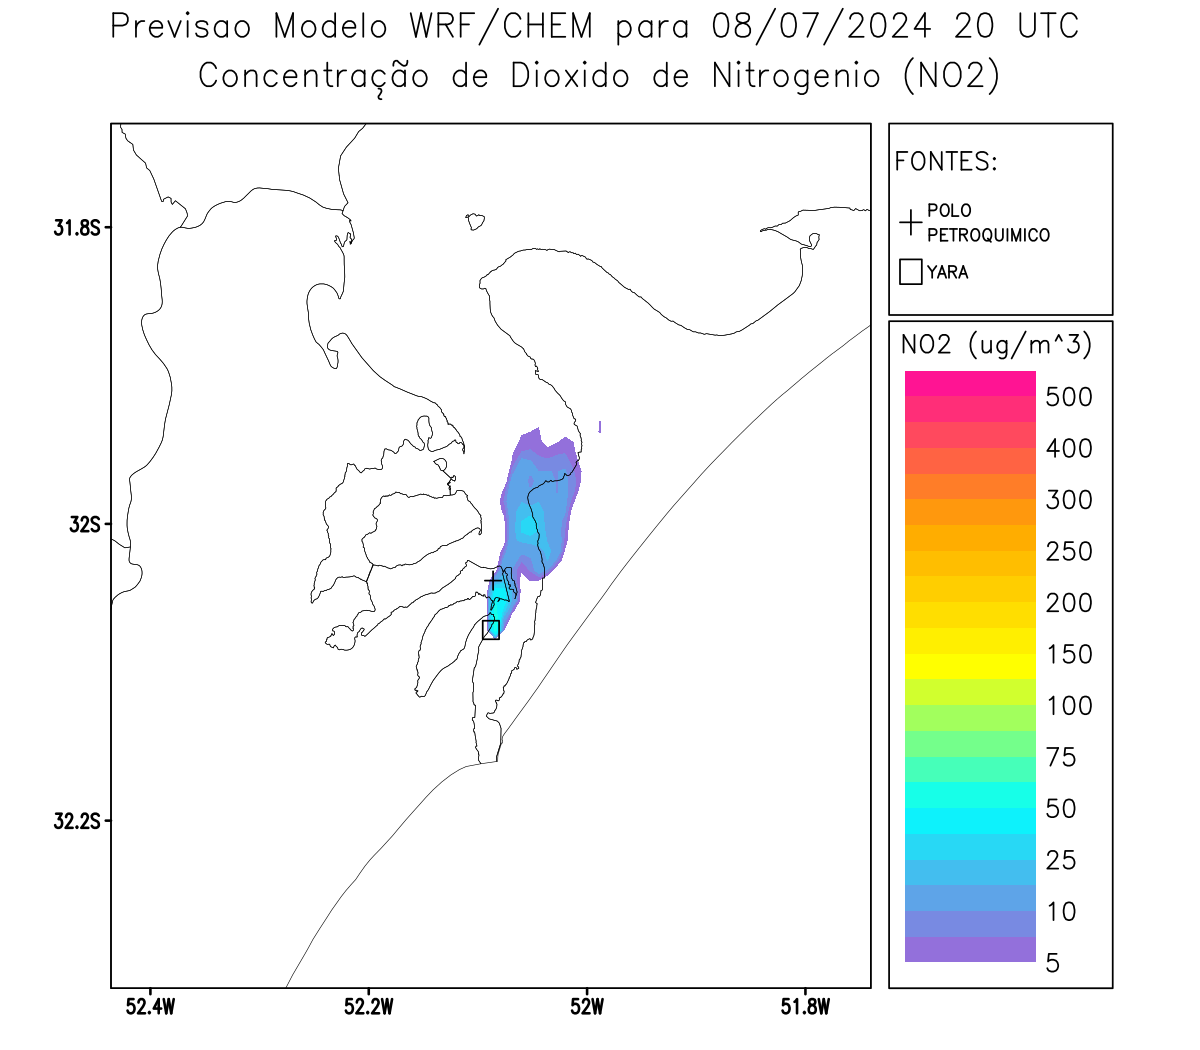 Previsao Modelo WRF/CHEM para 08/07/2024 20 UTC
Concentração de Dioxido de Nitrogenio (NO2)
FONTES:
POLO
PETROQUIMICO
YARA
NO2 (ug/m^3)
500
400
300
250
200
150
100
75
50
25
10
5
31.8S
32S
32.2S
52.4W
52.2W
52W
51.8W